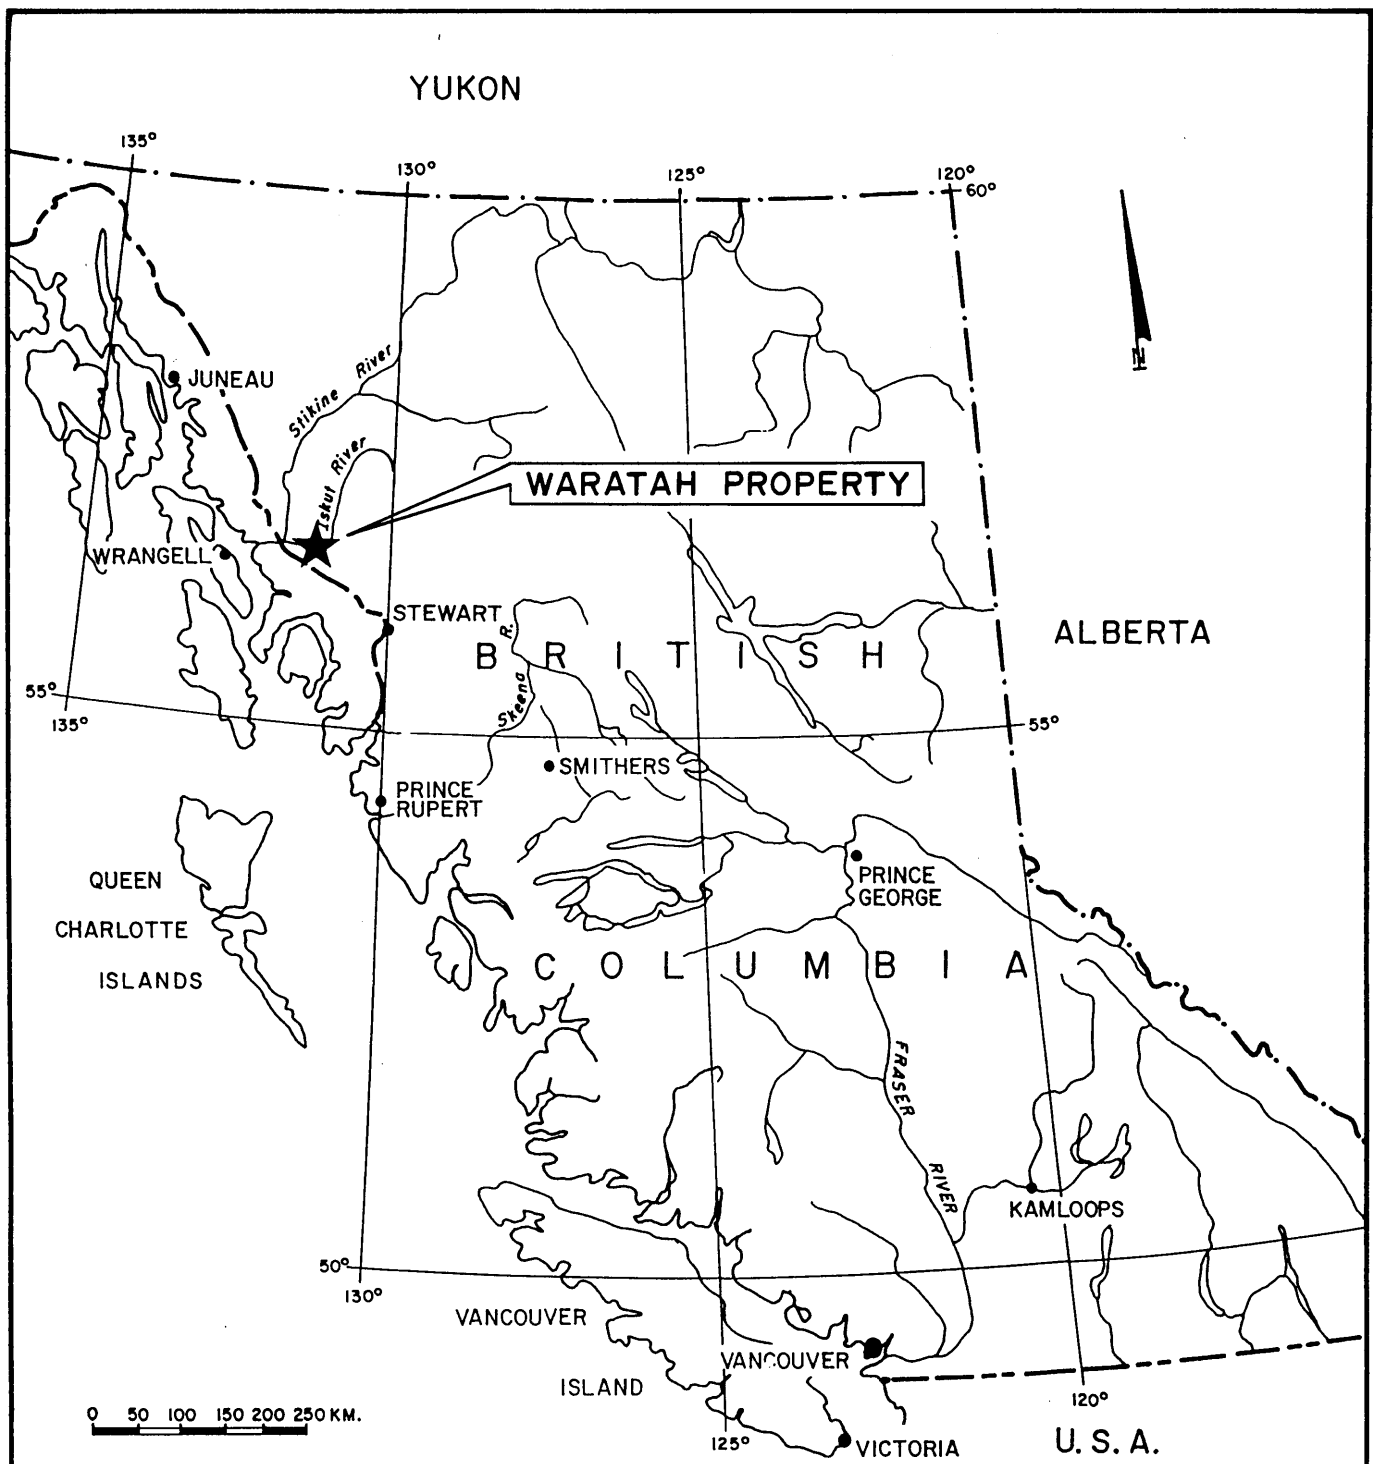 YUKON
135°
130°
125°
120°
60°
N
JUNEAU
Stikine River
Iskut River
WARATAH PROPERTY
WRANGELL
STEWART
BRITISH
ALBERTA
Skeena R.
55°
135°
55°
SMITHERS
PRINCE
RUPERT
PRINCE
GEORGE
QUEEN
CHARLOTTE
ISLANDS
COLUMBIA
FRASER
RIVER
KAMLOOPS
50°
130°
VANCOUVER
ISLAND
VANCOUVER
120°
125°
VICTORIA
U.S.A.
0 50 100 150 200 250 KM.